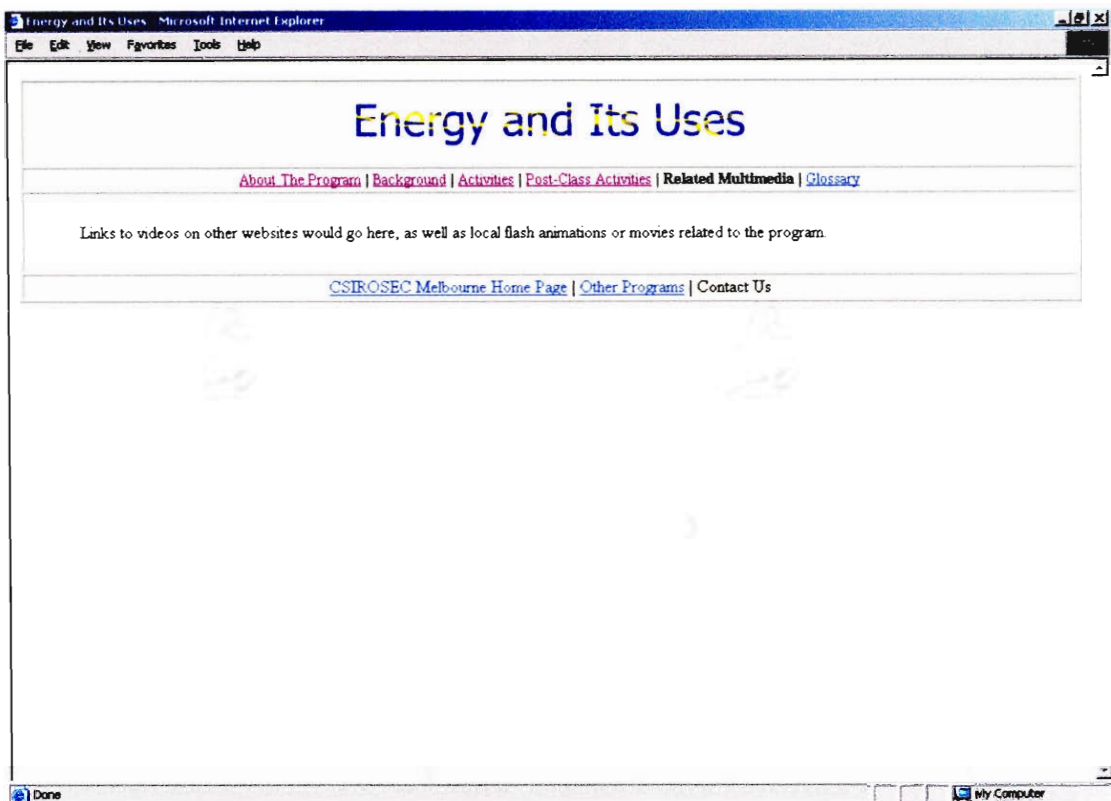 Energy and Its Uses - Microsoft Internet Explorer
File Edit View Favorites Tools Help
Energy and Its Uses
About The Program | Background | Activities | Post-Class Activities | Related Multimedia | Glossary
Links to videos on other websites would go here, as well as local flash animations or movies related to the program.
CSIROSEC Melbourne Home Page | Other Programs | Contact Us
Done My Computer